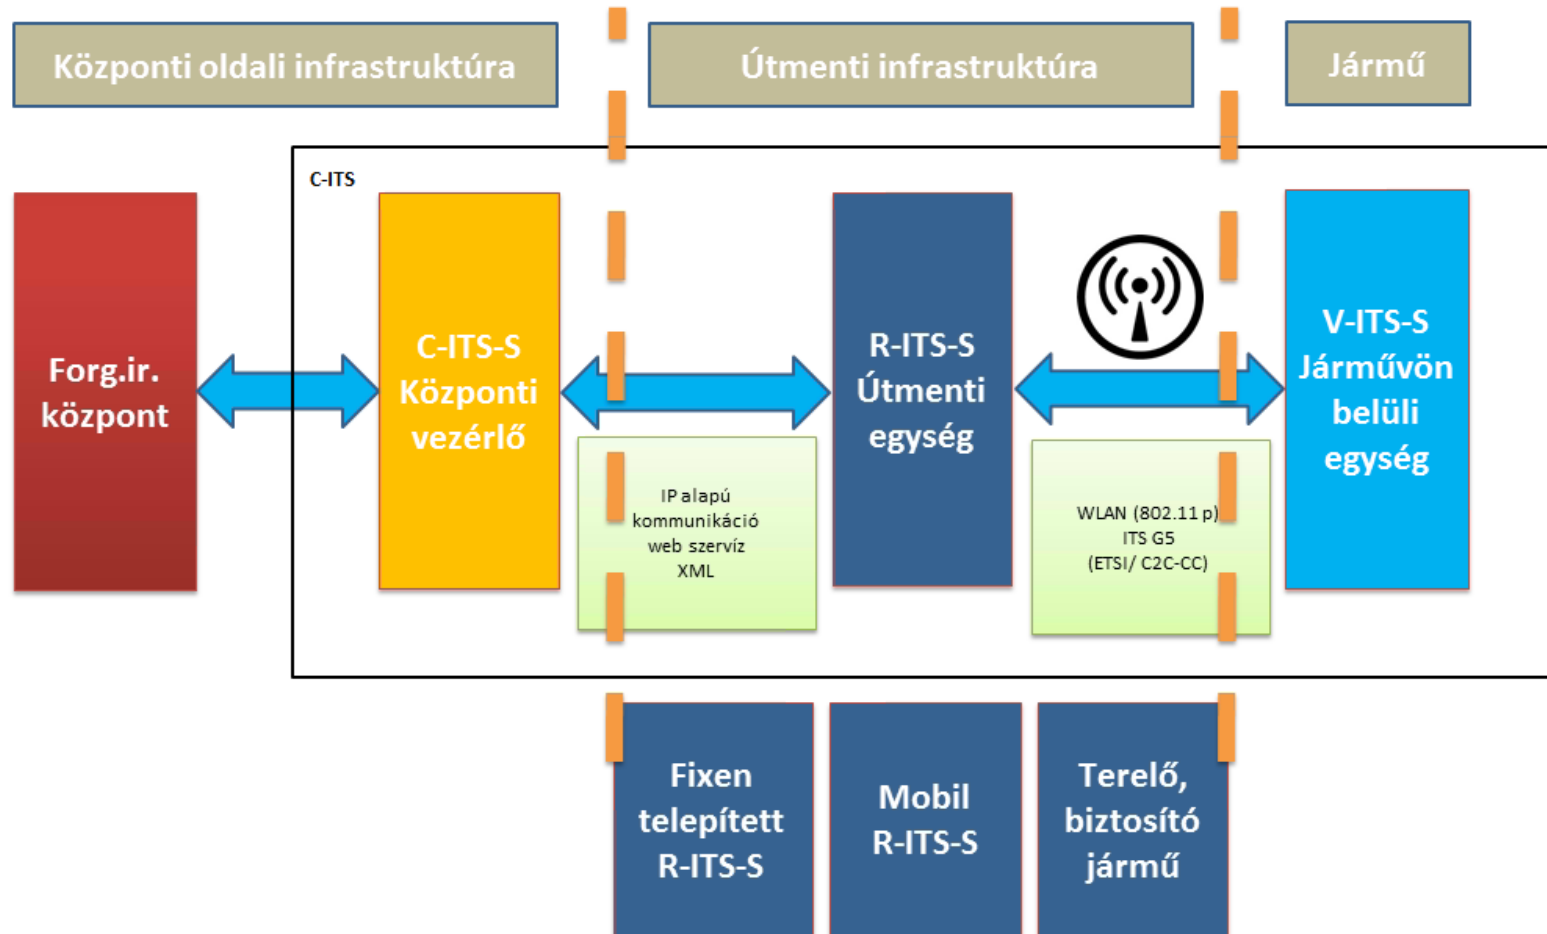 Központi oldali infrastruktúra
Útmenti infrastruktúra
Jármű
C-ITS
Forg.ir.
központ
C-ITS-S
Központi
vezérlő
R-ITS-S
Útmenti
egység
V-ITS-S
Járművön
belüli
egység
IP alapú
kommunikáció
web szervíz
XML
WLAN (802.11 p)
ITS G5
(ETSI/ C2C-CC)
Fixen
telepített
R-ITS-S
Mobil
R-ITS-S
Terelő,
biztosító
jármű